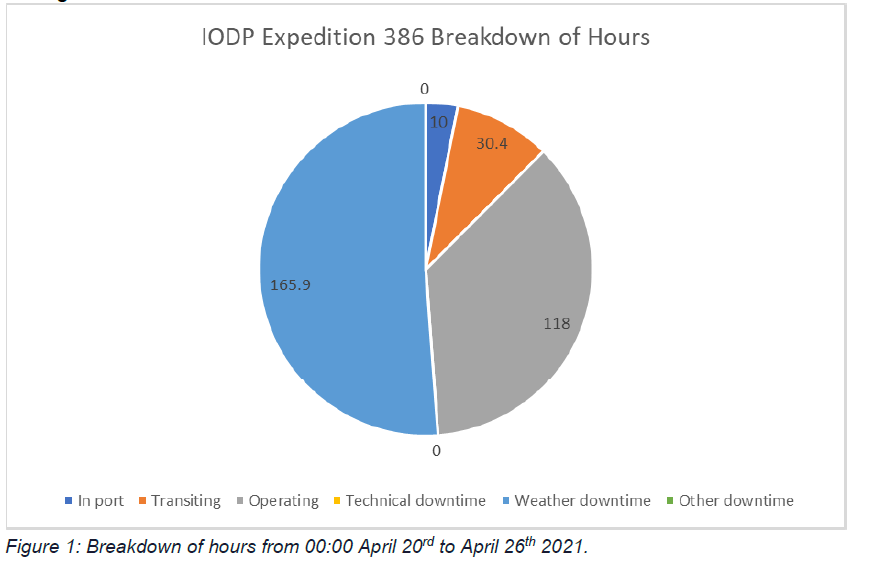 IODP Expedition 386 Breakdown of Hours
0
10
30.4
165.9
118
0
In port Transiting Operating Technical downtime Weather downtime Other downtime
Figure 1: Breakdown of hours from 00:00 April 20rd to April 26th 2021.